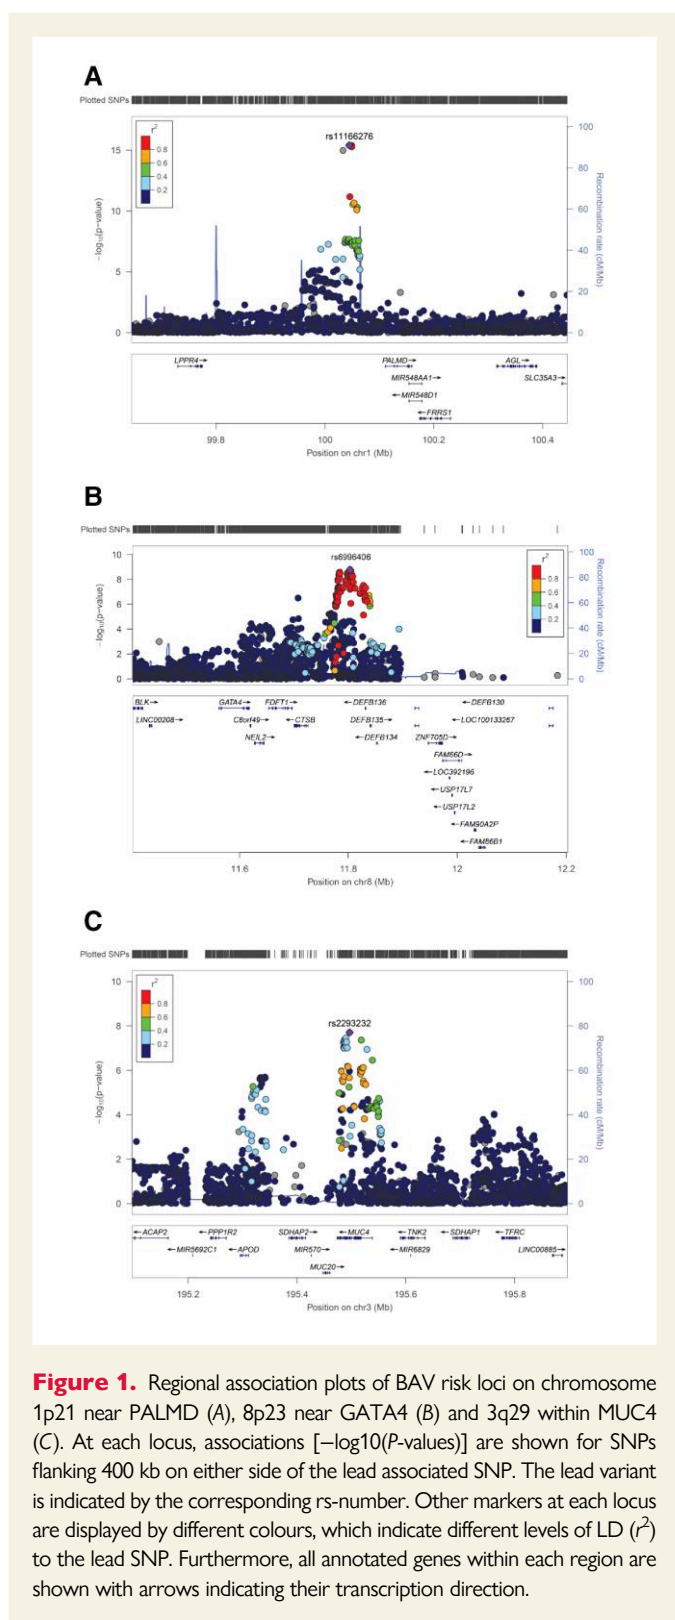 A
Plotted SNPs
rs11166276
r²
0.8
0.6
0.4
0.2
15
10
5
0
−log10(p−value)
100
80
60
40
20
0
Recombination rate (cM/Mb)
LPPR4→
PALMD→
AGL→
MIR548AA1→
SLC35A3→
←MIR548D1
←FRRS1
99.8
100
100.2
100.4
Position on chr1 (Mb)
B
Plotted SNPs
rs6996406
r²
0.8
0.6
0.4
0.2
10
8
6
4
2
0
−log10(p−value)
100
80
60
40
20
0
Recombination rate (cM/Mb)
BLK→
GATA4→
FDFT1→
←DEFB136
←DEFB130
LINC00208→
C8orf49→
←CTSB
DEFB135→
←LOC100133267
NEIL2→
←DEFB134
ZNF705D→
FAM66D→
←LOC392196
←USP17L7
←USP17L2
←FAM90A2P
←FAM86B1
11.6
11.8
12
12.2
Position on chr8 (Mb)
C
Plotted SNPs
rs2293232
r²
0.8
0.6
0.4
0.2
10
8
6
4
2
0
−log10(p−value)
100
80
60
40
20
0
Recombination rate (cM/Mb)
←ACAP2
←PPP1R2
SDHAP2→
←MUC4
←TNK2
←SDHAP1
←TFRC
←MIR5692C1
←APOD
MIR570→
←MIR6829
LINC00885→
MUC20→
195.2
195.4
195.6
195.8
Position on chr3 (Mb)
Figure 1. Regional association plots of BAV risk loci on chromosome
1p21 near PALMD (A), 8p23 near GATA4 (B) and 3q29 within MUC4
(C). At each locus, associations [−log10(P-values)] are shown for SNPs
flanking 400 kb on either side of the lead associated SNP. The lead variant
is indicated by the corresponding rs-number. Other markers at each locus
are displayed by different colours, which indicate different levels of LD (r²)
to the lead SNP. Furthermore, all annotated genes within each region are
shown with arrows indicating their transcription direction.